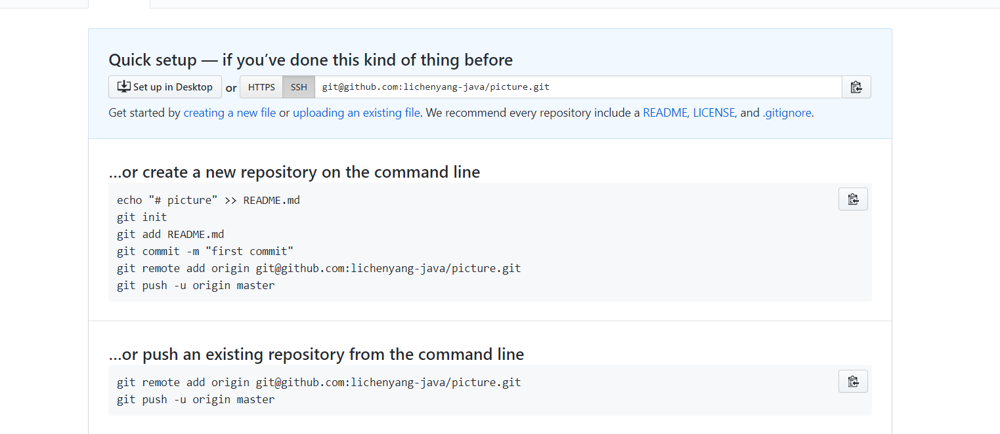 Quick setup — if you’ve done this kind of thing before
Set up in Desktop or HTTPS SSH git@github.com:lichenyang-java/picture.git
Get started by creating a new file or uploading an existing file. We recommend every repository include a README, LICENSE, and .gitignore.
…or create a new repository on the command line
echo "# picture" >> README.md
git init
git add README.md
git commit -m "first commit"
git remote add origin git@github.com:lichenyang-java/picture.git
git push -u origin master
…or push an existing repository from the command line
git remote add origin git@github.com:lichenyang-java/picture.git
git push -u origin master